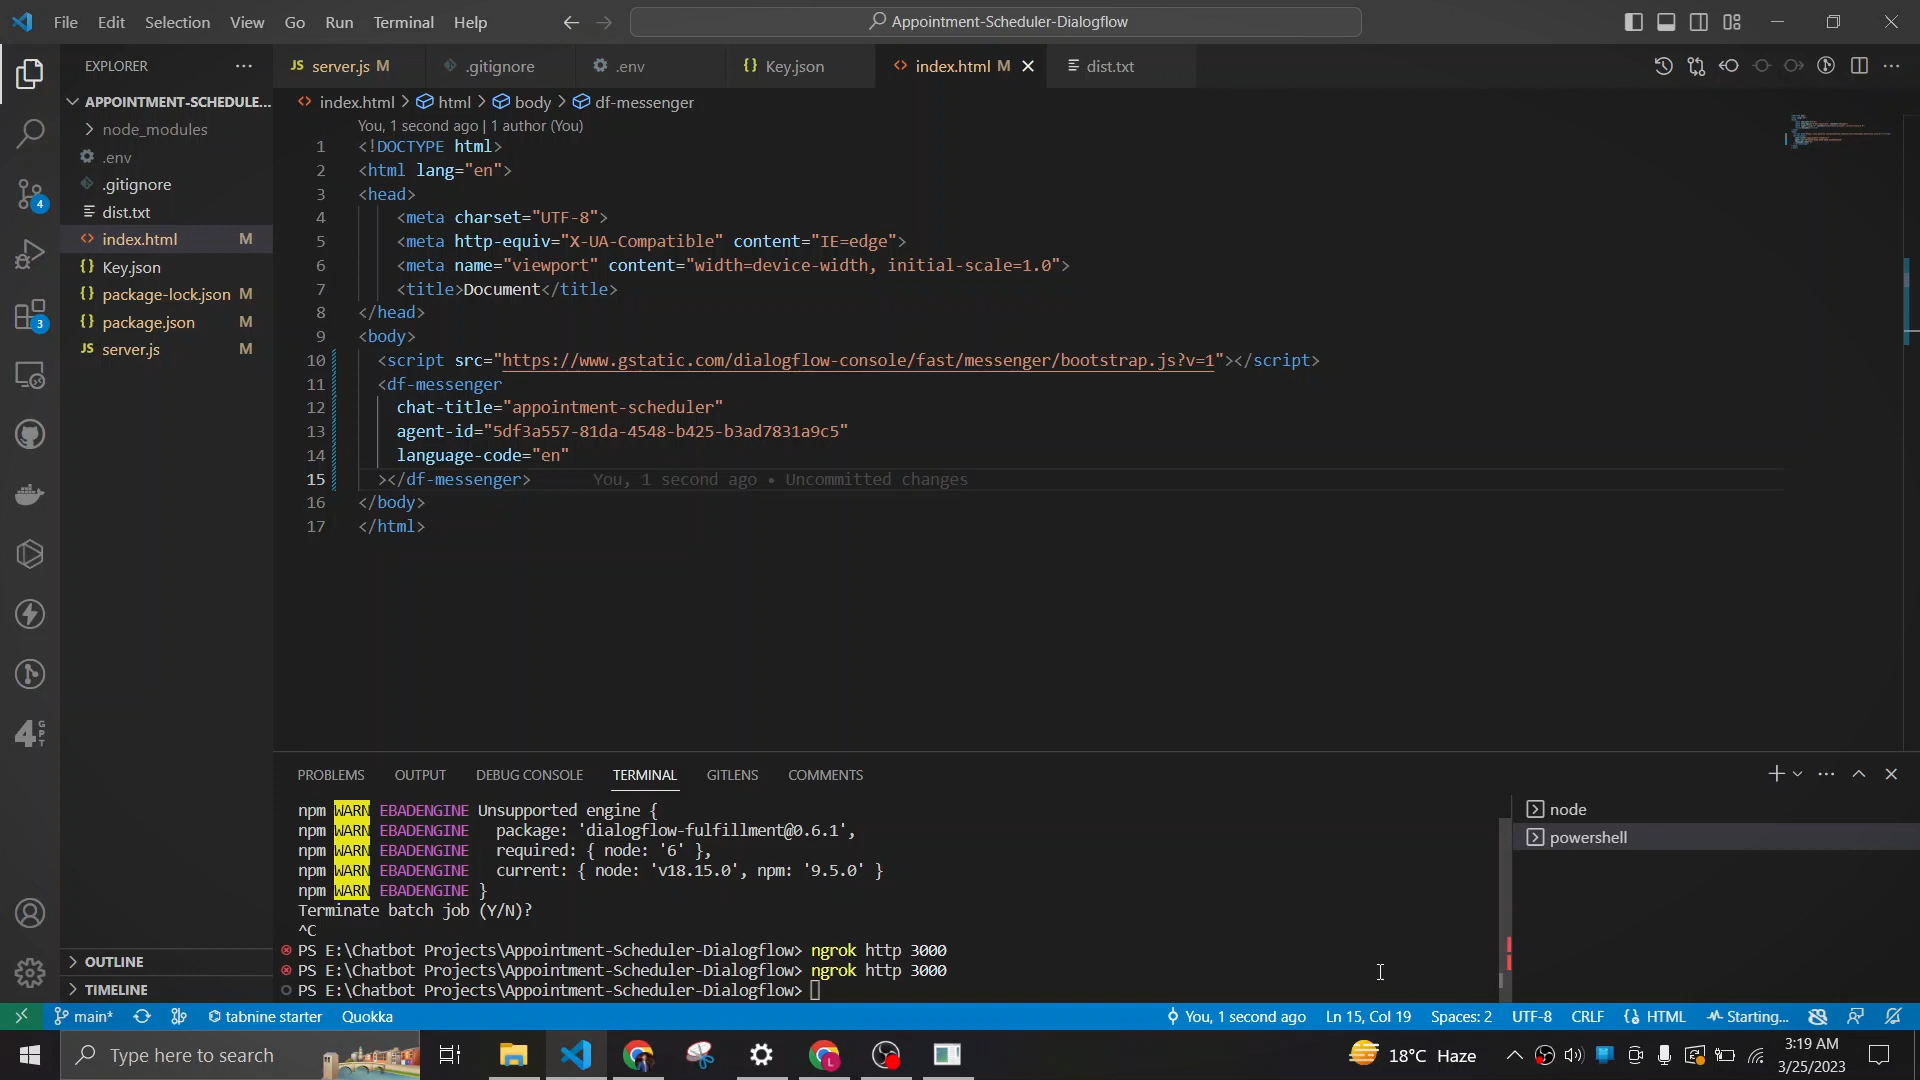 File Edit Selection View Go Run Terminal Help
Appointment-Scheduler-Dialogflow
EXPLORER
APPOINTMENT-SCHEDULE...
node_modules
.env
.gitignore
dist.txt
index.html M
Key.json
package-lock.json M
package.json M
server.js M
OUTLINE
TIMELINE
4
3
JS server.js M
.gitignore
.env
{} Key.json
<> index.html M
dist.txt
index.html > html > body > df-messenger
You, 1 second ago | 1 author (You)
1 <!DOCTYPE html>
2 <html lang="en">
3 <head>
4 <meta charset="UTF-8">
5 <meta http-equiv="X-UA-Compatible" content="IE=edge">
6 <meta name="viewport" content="width=device-width, initial-scale=1.0">
7 <title>Document</title>
8 </head>
9 <body>
10 <script src="https://www.gstatic.com/dialogflow-console/fast/messenger/bootstrap.js?v=1"></script>
11 <df-messenger
12 chat-title="appointment-scheduler"
13 agent-id="5df3a557-81da-4548-b425-b3ad7831a9c5"
14 language-code="en"
15 ></df-messenger> You, 1 second ago • Uncommitted changes
16 </body>
17 </html>
PROBLEMS OUTPUT DEBUG CONSOLE TERMINAL GITLENS COMMENTS
npm WARN EBADENGINE Unsupported engine {
npm WARN EBADENGINE package: 'dialogflow-fulfillment@0.6.1',
npm WARN EBADENGINE required: { node: '6' },
npm WARN EBADENGINE current: { node: 'v18.15.0', npm: '9.5.0' }
npm WARN EBADENGINE }
Terminate batch job (Y/N)?
^C
PS E:\Chatbot Projects\Appointment-Scheduler-Dialogflow> ngrok http 3000
PS E:\Chatbot Projects\Appointment-Scheduler-Dialogflow> ngrok http 3000
PS E:\Chatbot Projects\Appointment-Scheduler-Dialogflow>
node
powershell
main* tabnine starter Quokka
You, 1 second ago Ln 15, Col 19 Spaces: 2 UTF-8 CRLF {} HTML Starting...
Type here to search
18°C Haze
3:19 AM
3/25/2023